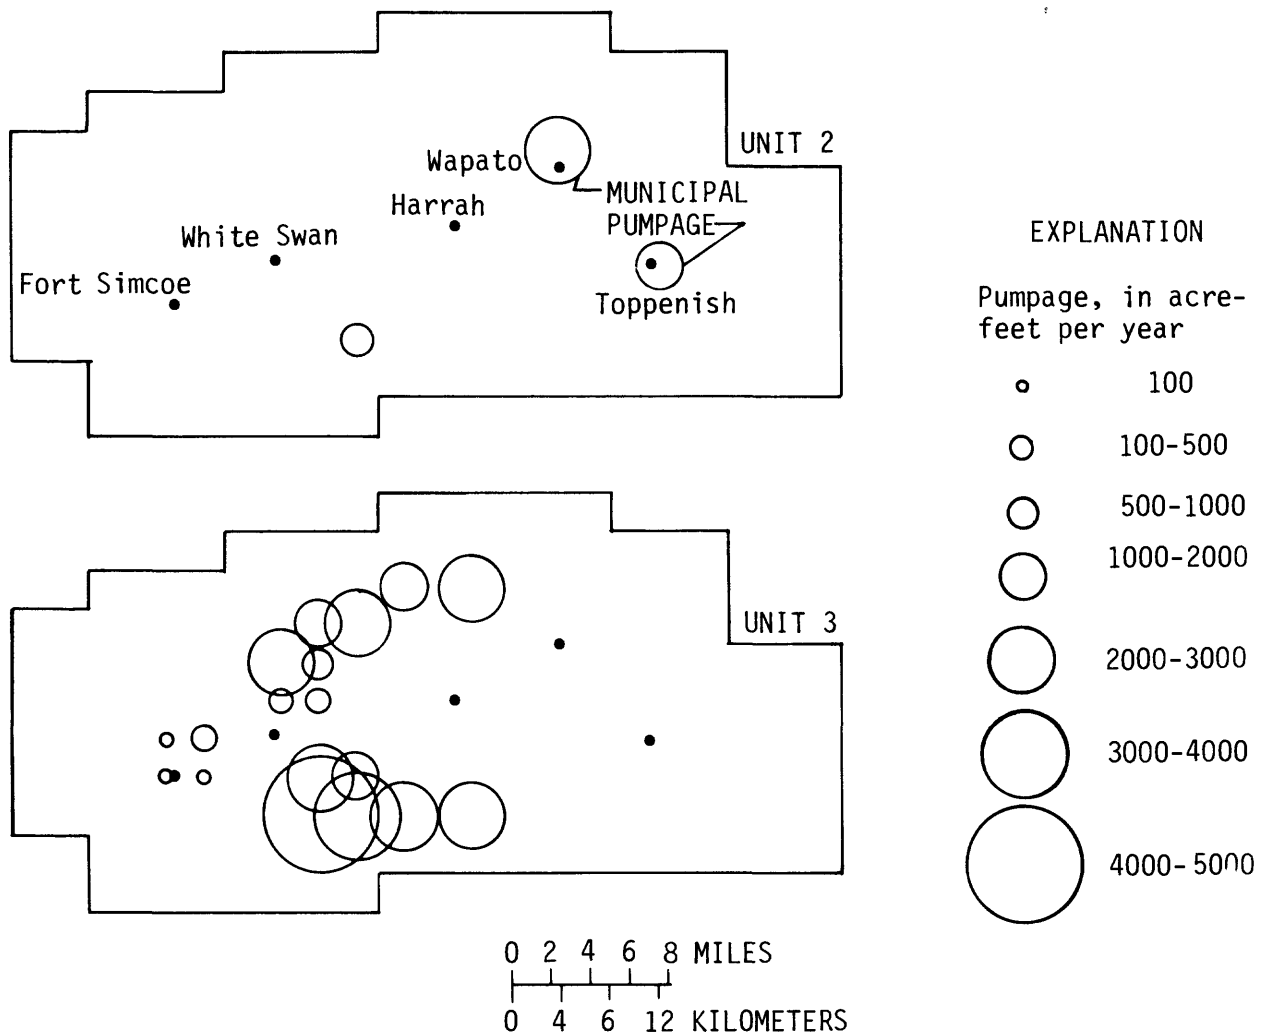 UNIT 2
Wapato
MUNICIPAL
PUMPAGE
Harrah
White Swan
Fort Simcoe
Toppenish
EXPLANATION
Pumpage, in acre-
feet per year
100
100-500
500-1000
1000-2000
2000-3000
3000-4000
4000-5000
UNIT 3
0 2 4 6 8 MILES
0 4 6 12 KILOMETERS